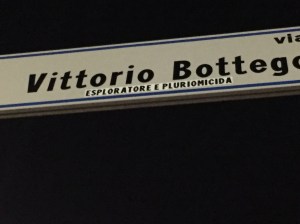 via
Vittorio Bottego
ESPLORATORE E PLURIOMICIDA